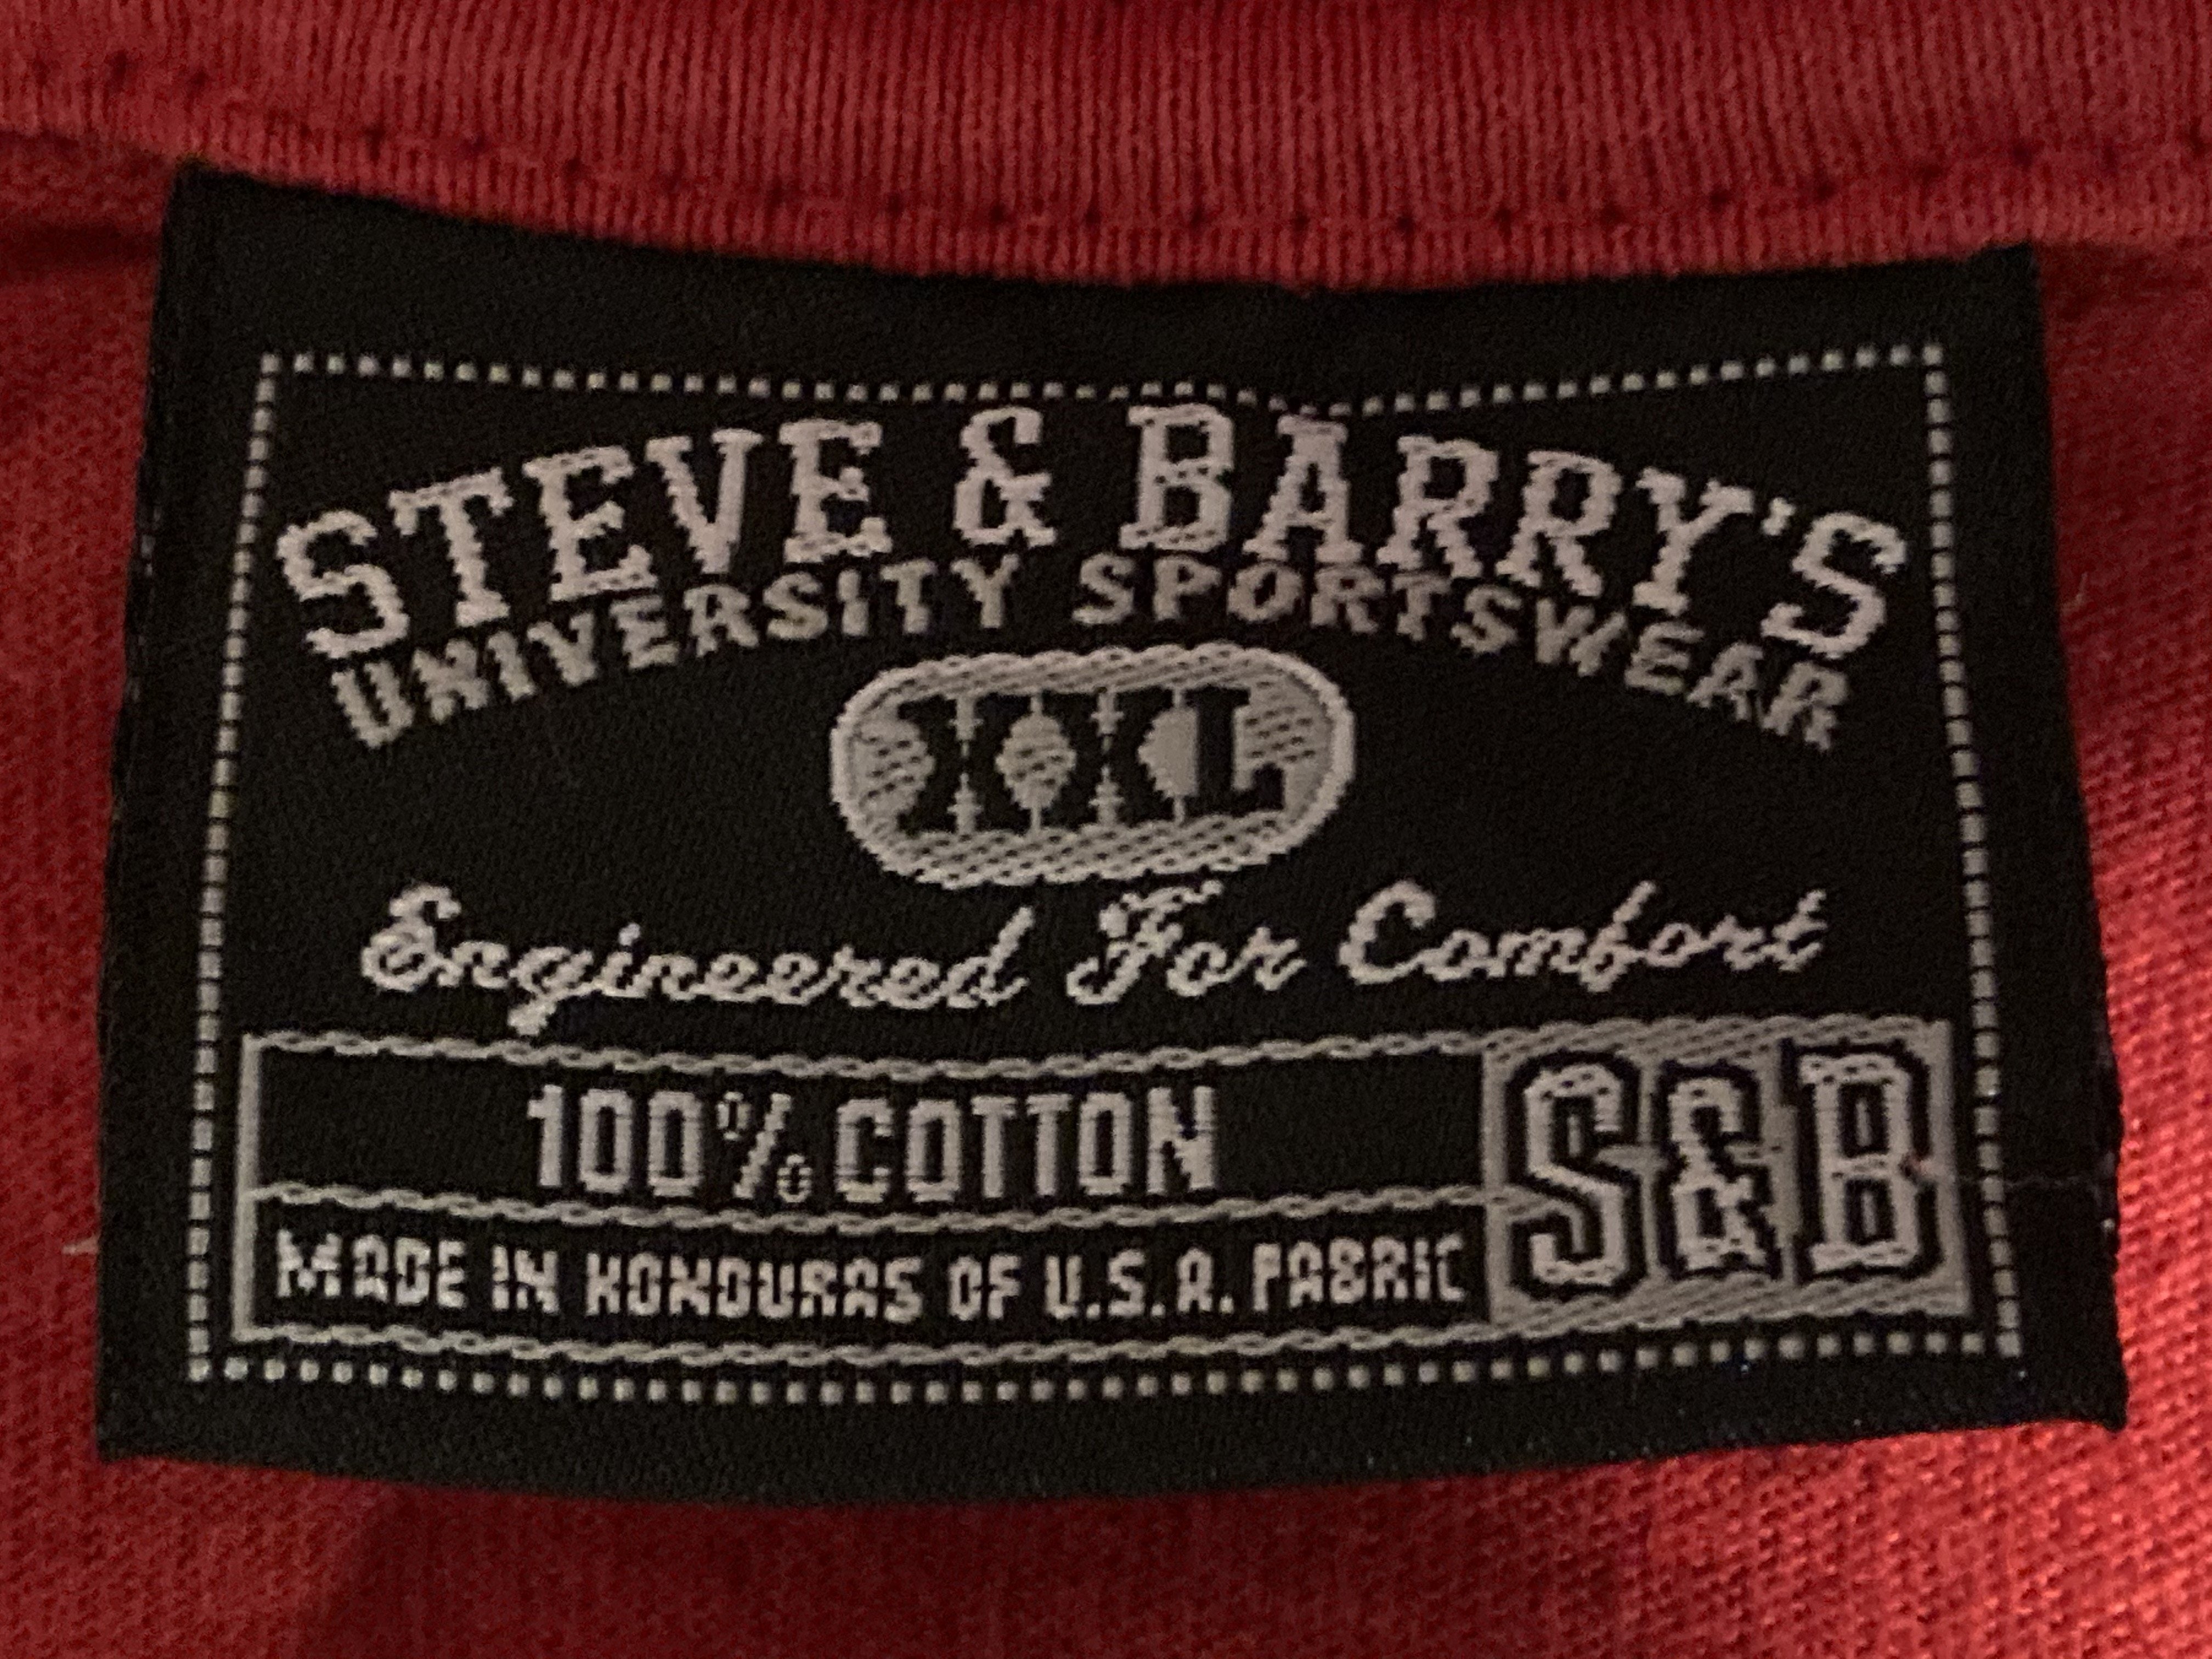 STEVE & BARRY'S
UNIVERSITY SPORTSWEAR
XXL
Engineered For Comfort
100% COTTON
MADE IN HONDURAS OF U.S.A. FABRIC
S&B